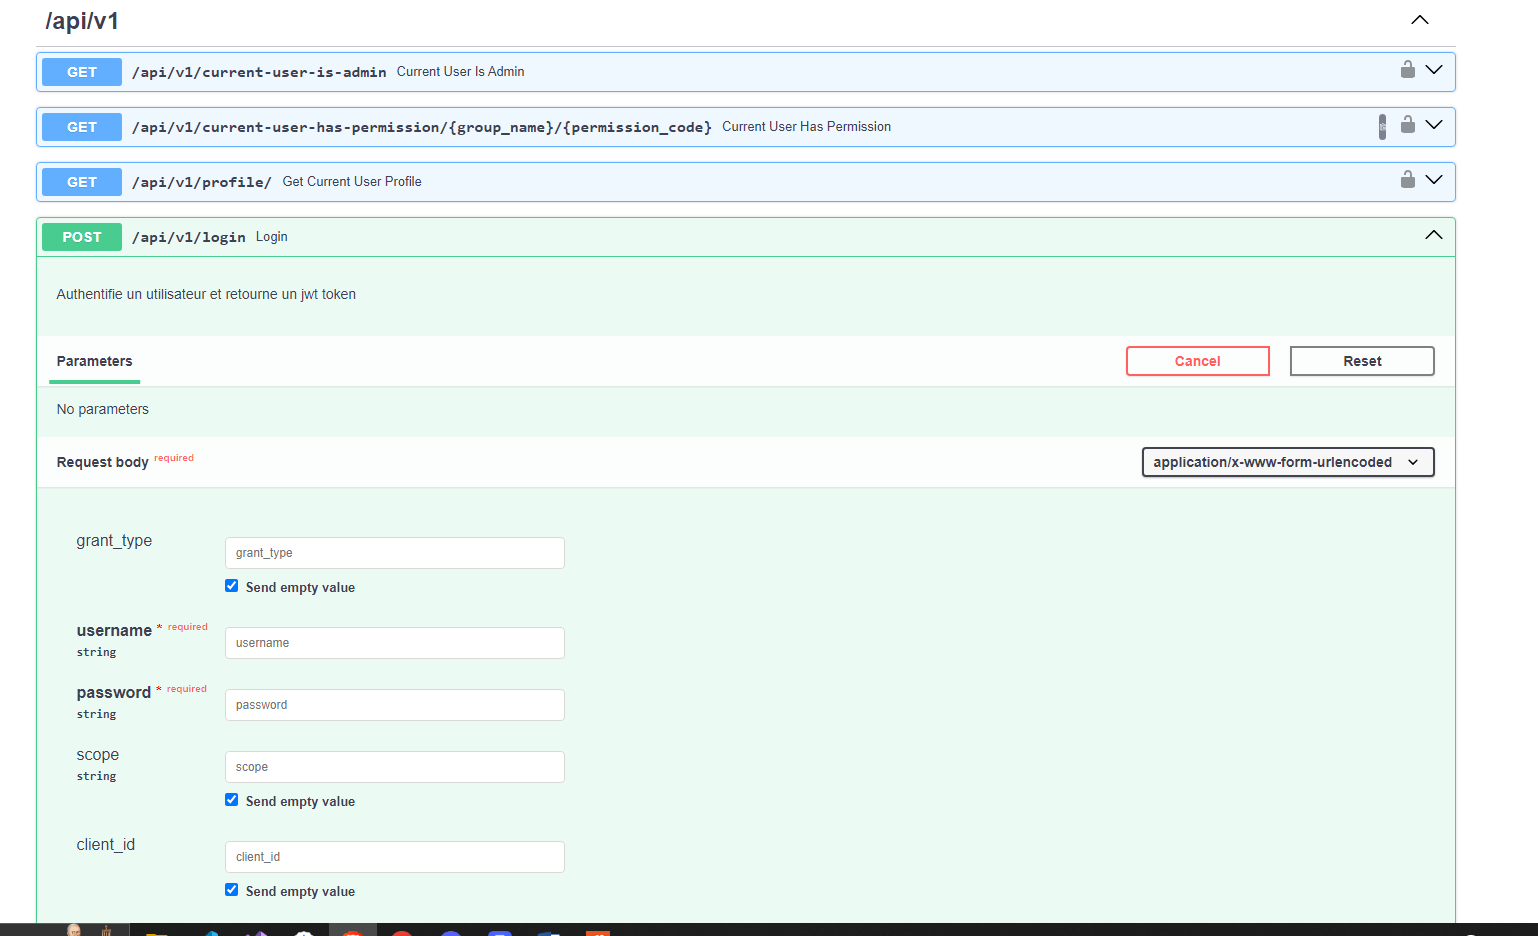 /api/v1
GET /api/v1/current-user-is-admin Current User Is Admin
GET /api/v1/current-user-has-permission/{group_name}/{permission_code} Current User Has Permission
GET /api/v1/profile/ Get Current User Profile
POST /api/v1/login Login
Authentifie un utilisateur et retourne un jwt token
Parameters Cancel Reset
No parameters
Request body required application/x-www-form-urlencoded
grant_type
grant_type
Send empty value
username * required
string
username
password * required
string
password
scope
string
scope
Send empty value
client_id
client_id
Send empty value